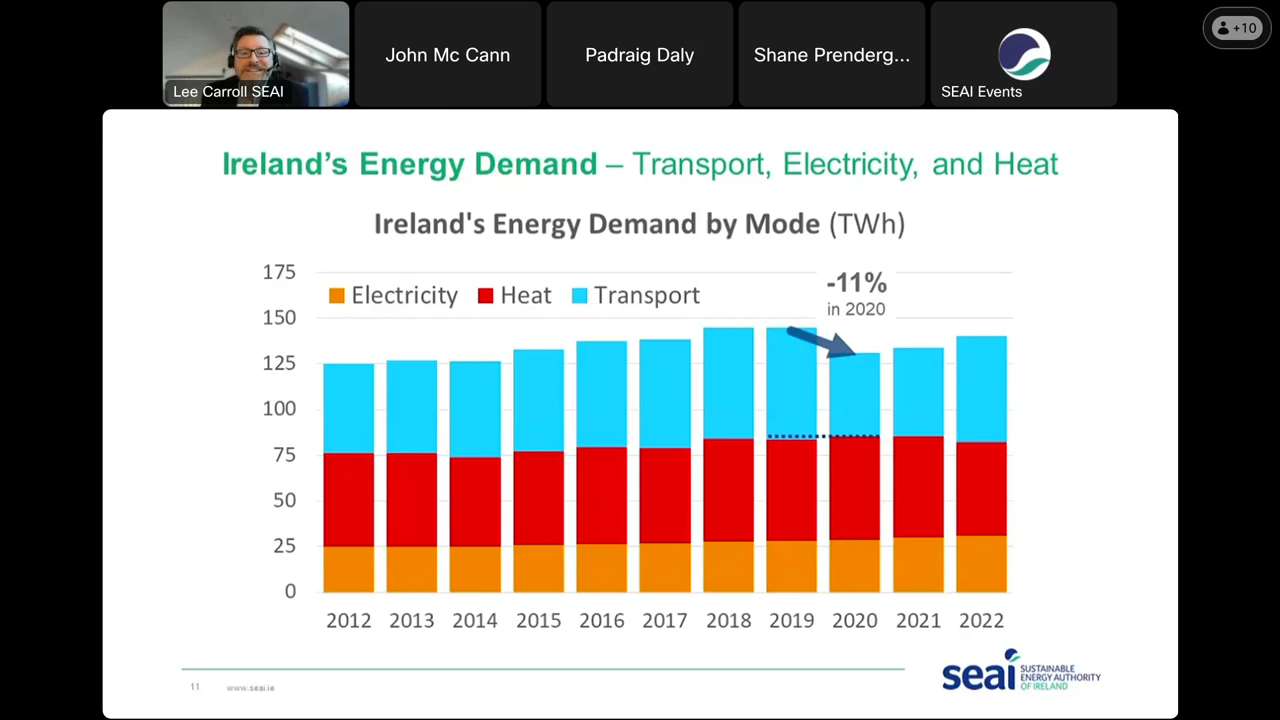 +10
John Mc Cann
Padraig Daly
Shane Prenderg...
Lee Carroll SEAI
SEAI Events
Ireland's Energy Demand – Transport, Electricity, and Heat
Ireland's Energy Demand by Mode (TWh)
175
150
125
100
75
50
25
0
Electricity Heat Transport
-11%
in 2020
2012 2013 2014 2015 2016 2017 2018 2019 2020 2021 2022
11 www.seai.ie
seai
SUSTAINABLE
ENERGY AUTHORITY
OF IRELAND